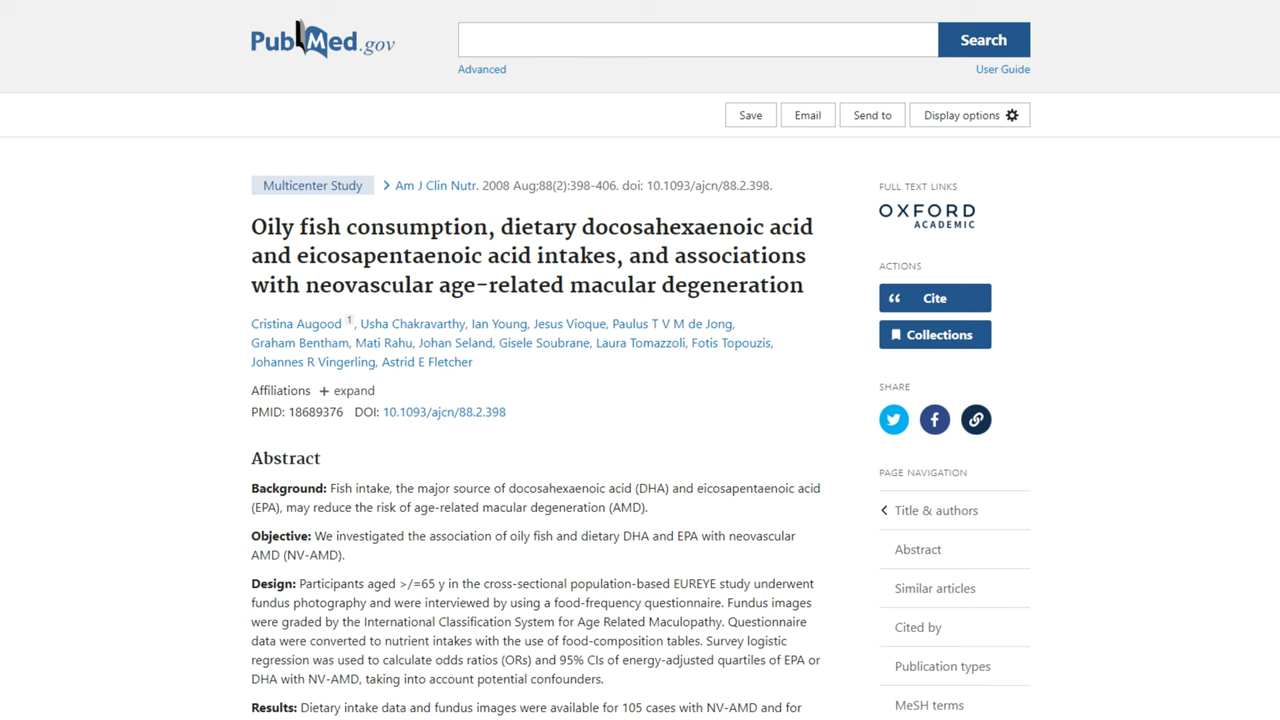 PubMed.gov
Search
Advanced
User Guide
Save
Email
Send to
Display options
Multicenter Study
Am J Clin Nutr. 2008 Aug;88(2):398-406. doi: 10.1093/ajcn/88.2.398.
Oily fish consumption, dietary docosahexaenoic acid
and eicosapentaenoic acid intakes, and associations
with neovascular age-related macular degeneration
Cristina Augood 1, Usha Chakravarthy, Ian Young, Jesus Vioque, Paulus T V M de Jong,
Graham Bentham, Mati Rahu, Johan Seland, Gisele Soubrane, Laura Tomazzoli, Fotis Topouzis,
Johannes R Vingerling, Astrid E Fletcher
Affiliations + expand
PMID: 18689376 DOI: 10.1093/ajcn/88.2.398
Abstract
Background: Fish intake, the major source of docosahexaenoic acid (DHA) and eicosapentaenoic acid
(EPA), may reduce the risk of age-related macular degeneration (AMD).
Objective: We investigated the association of oily fish and dietary DHA and EPA with neovascular
AMD (NV-AMD).
Design: Participants aged >/=65 y in the cross-sectional population-based EUREYE study underwent
fundus photography and were interviewed by using a food-frequency questionnaire. Fundus images
were graded by the International Classification System for Age Related Maculopathy. Questionnaire
data were converted to nutrient intakes with the use of food-composition tables. Survey logistic
regression was used to calculate odds ratios (ORs) and 95% CIs of energy-adjusted quartiles of EPA or
DHA with NV-AMD, taking into account potential confounders.
Results: Dietary intake data and fundus images were available for 105 cases with NV-AMD and for
FULL TEXT LINKS
OXFORD
ACADEMIC
ACTIONS
Cite
Collections
SHARE
PAGE NAVIGATION
Title & authors
Abstract
Similar articles
Cited by
Publication types
MeSH terms